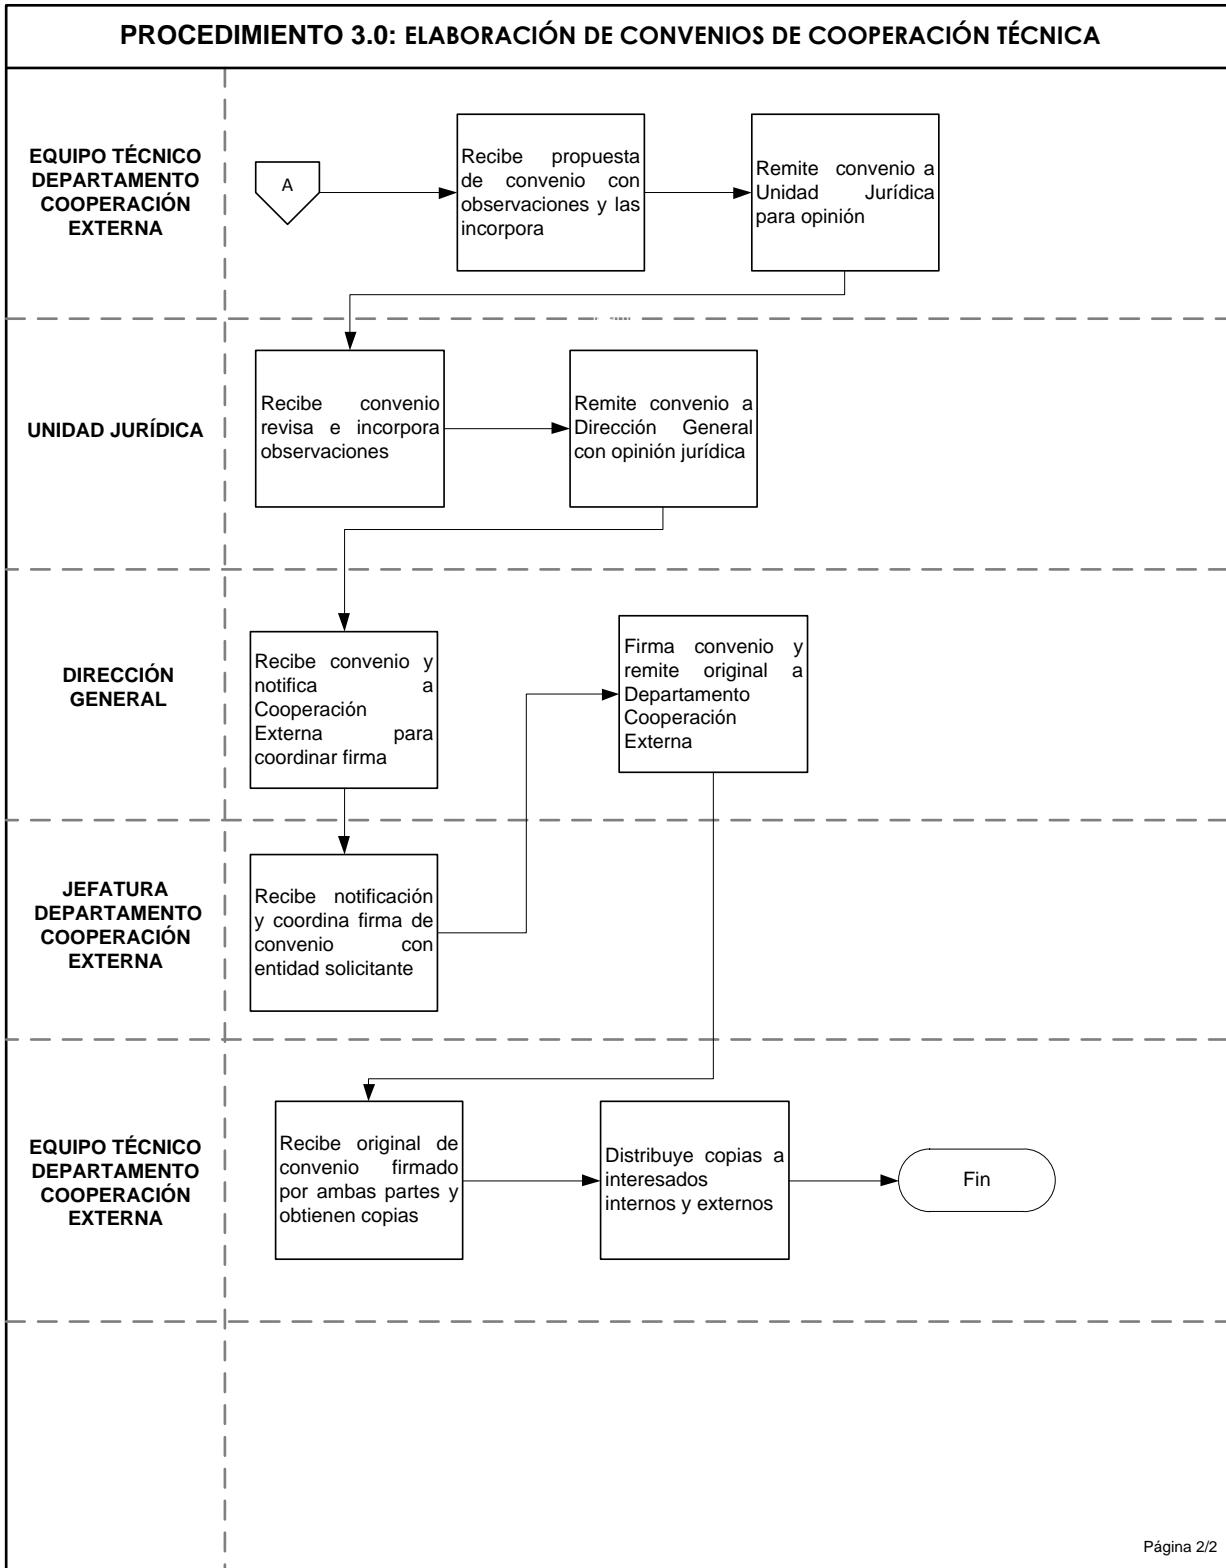 PROCEDIMIENTO 3.0: ELABORACIÓN DE CONVENIOS DE COOPERACIÓN TÉCNICA
EQUIPO TÉCNICO
DEPARTAMENTO
COOPERACIÓN
EXTERNA
A
Recibe propuesta
de convenio con
observaciones y las
incorpora
Remite convenio a
Unidad Jurídica
para opinión
UNIDAD JURÍDICA
Recibe convenio
revisa e incorpora
observaciones
Remite convenio a
Dirección General
con opinión jurídica
DIRECCIÓN
GENERAL
Recibe convenio y
notifica a
Cooperación
Externa para
coordinar firma
Firma convenio y
remite original a
Departamento
Cooperación
Externa
JEFATURA
DEPARTAMENTO
COOPERACIÓN
EXTERNA
Recibe notificación
y coordina firma de
convenio con
entidad solicitante
EQUIPO TÉCNICO
DEPARTAMENTO
COOPERACIÓN
EXTERNA
Recibe original de
convenio firmado
por ambas partes y
obtienen copias
Distribuye copias a
interesados
internos y externos
Fin
Página 2/2